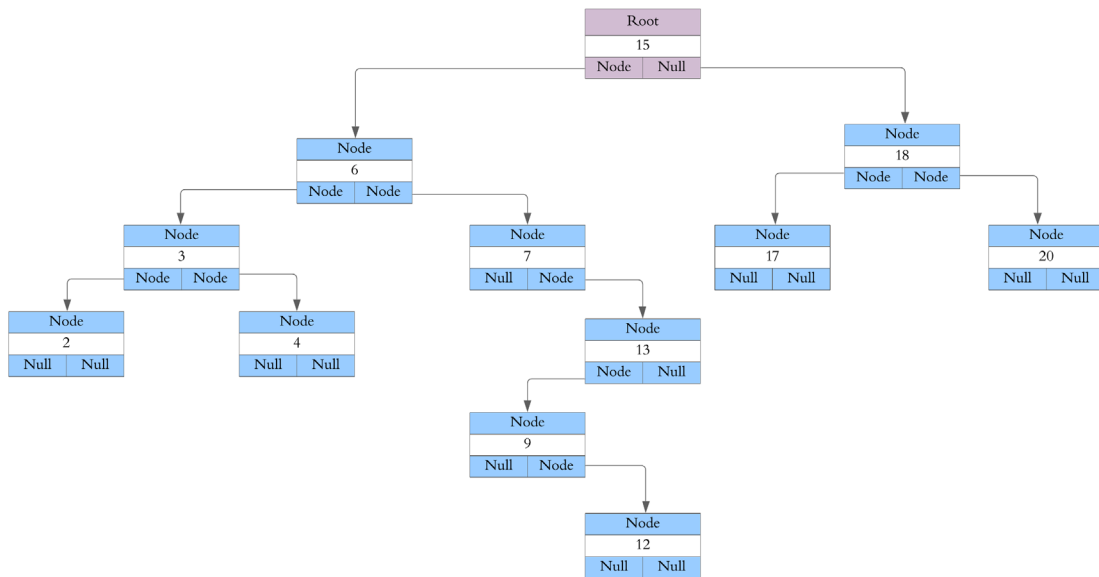 Root
15
Node Null
Node
6
Node Node
Node
18
Node Node
Node
3
Node Node
Node
7
Null Node
Node
17
Null Null
Node
20
Null Null
Node
2
Null Null
Node
4
Null Null
Node
13
Node Null
Node
9
Null Node
Node
12
Null Null